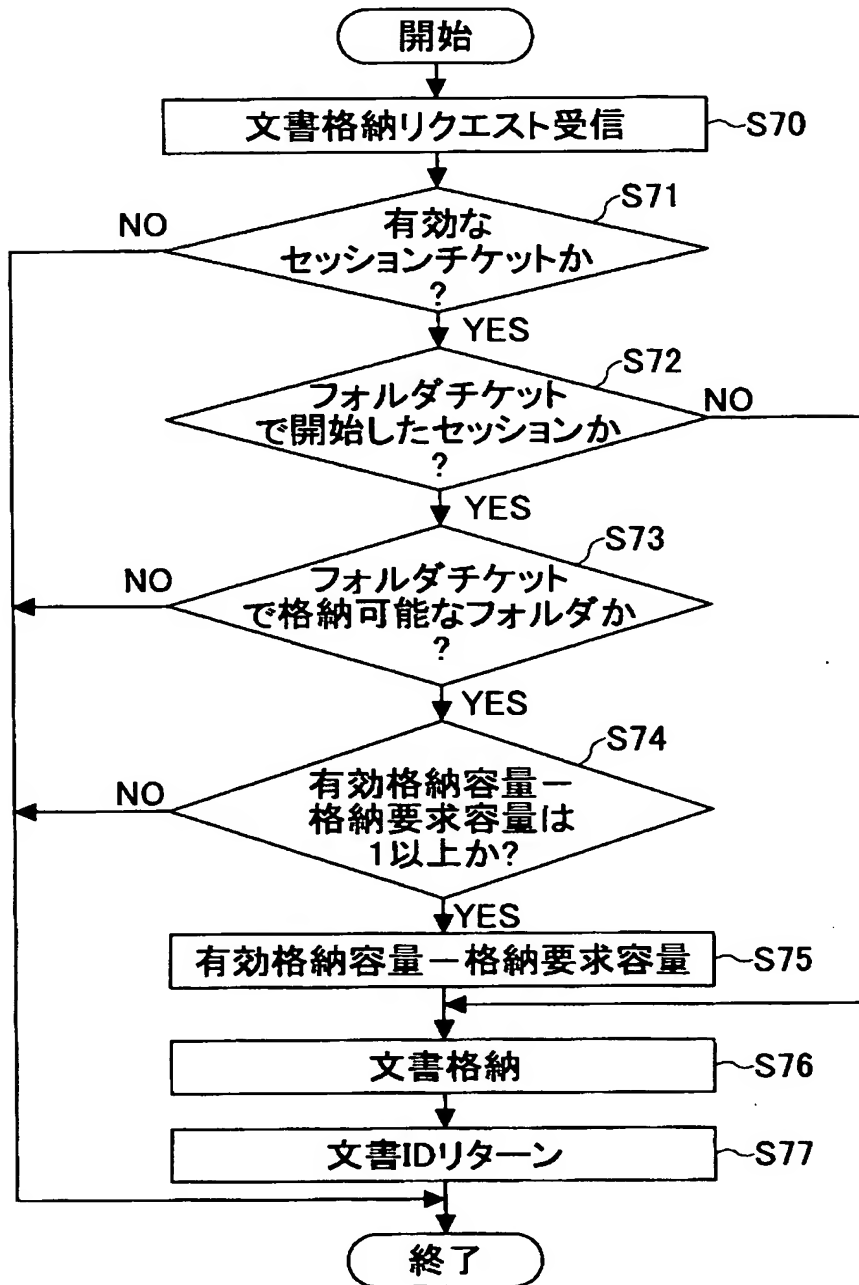 開始
文書格納リクエスト受信
S70
S71
NO
有効な
セッションチケットか
?
YES
S72
フォルダチケット
で開始したセッションか
?
NO
YES
S73
NO
フォルダチケット
で格納可能なフォルダか
?
YES
S74
NO
有効格納容量－
格納要求容量は
1以上か?
YES
有効格納容量－格納要求容量
S75
文書格納
S76
文書IDリターン
S77
終了